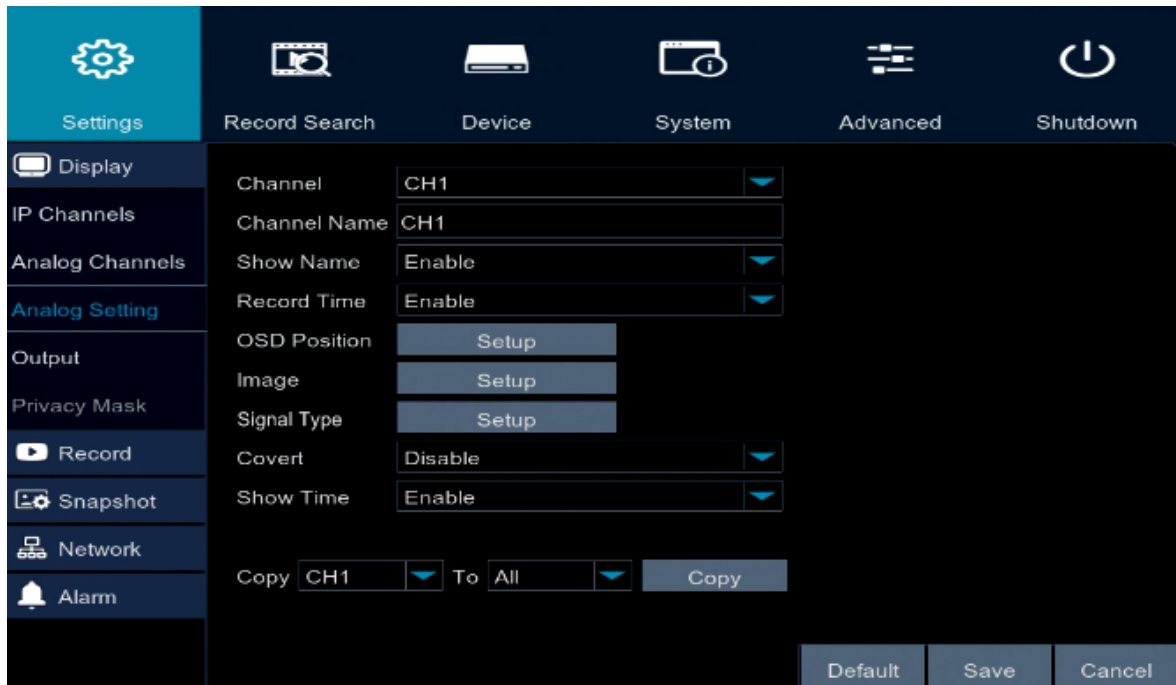 Settings
Record Search
Device
System
Advanced
Shutdown
Display
IP Channels
Analog Channels
Analog Setting
Output
Privacy Mask
Record
Snapshot
Network
Alarm
Channel CH1
Channel Name CH1
Show Name Enable
Record Time Enable
OSD Position Setup
Image Setup
Signal Type Setup
Covert Disable
Show Time Enable
Copy CH1 To All Copy
Default Save Cancel